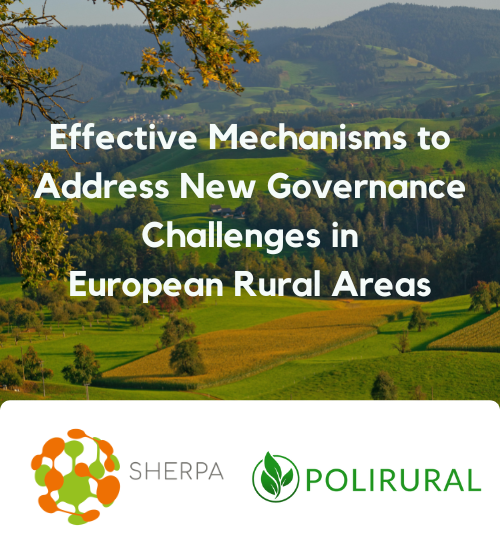 Effective Mechanisms to
Address New Governance
Challenges in
European Rural Areas
SHERPA
POLIRURAL